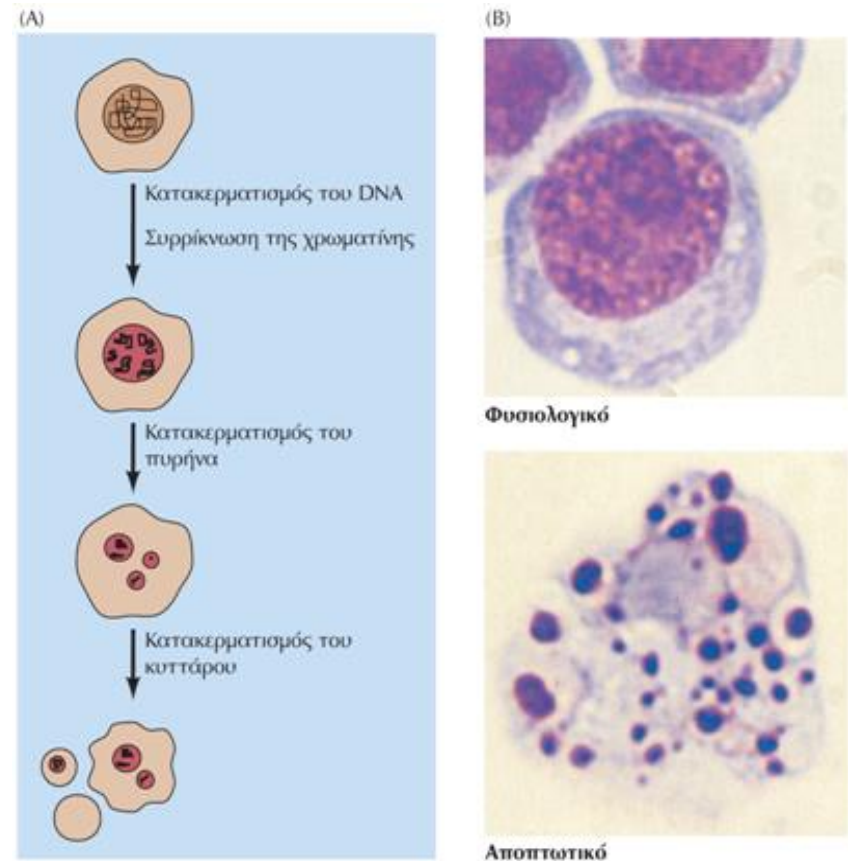 (A)
Κατακερματισμός του DNA
Συρρίκνωση της χρωματίνης
Κατακερματισμός του
πυρήνα
Κατακερματισμός του
κυττάρου
(B)
Φυσιολογικό
Αποπτωτικό